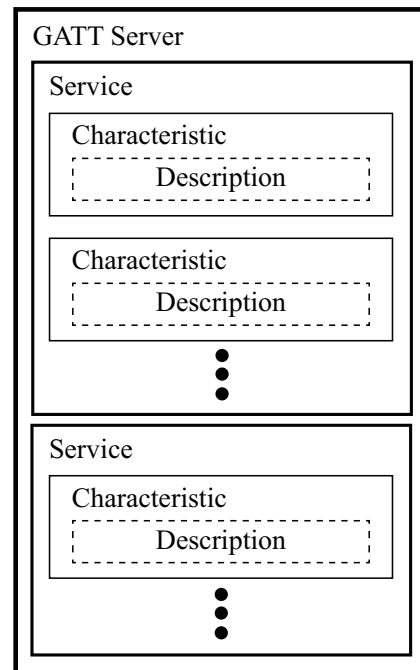 GATT Server
Service
Characteristic
Description
Characteristic
Description
Service
Characteristic
Description